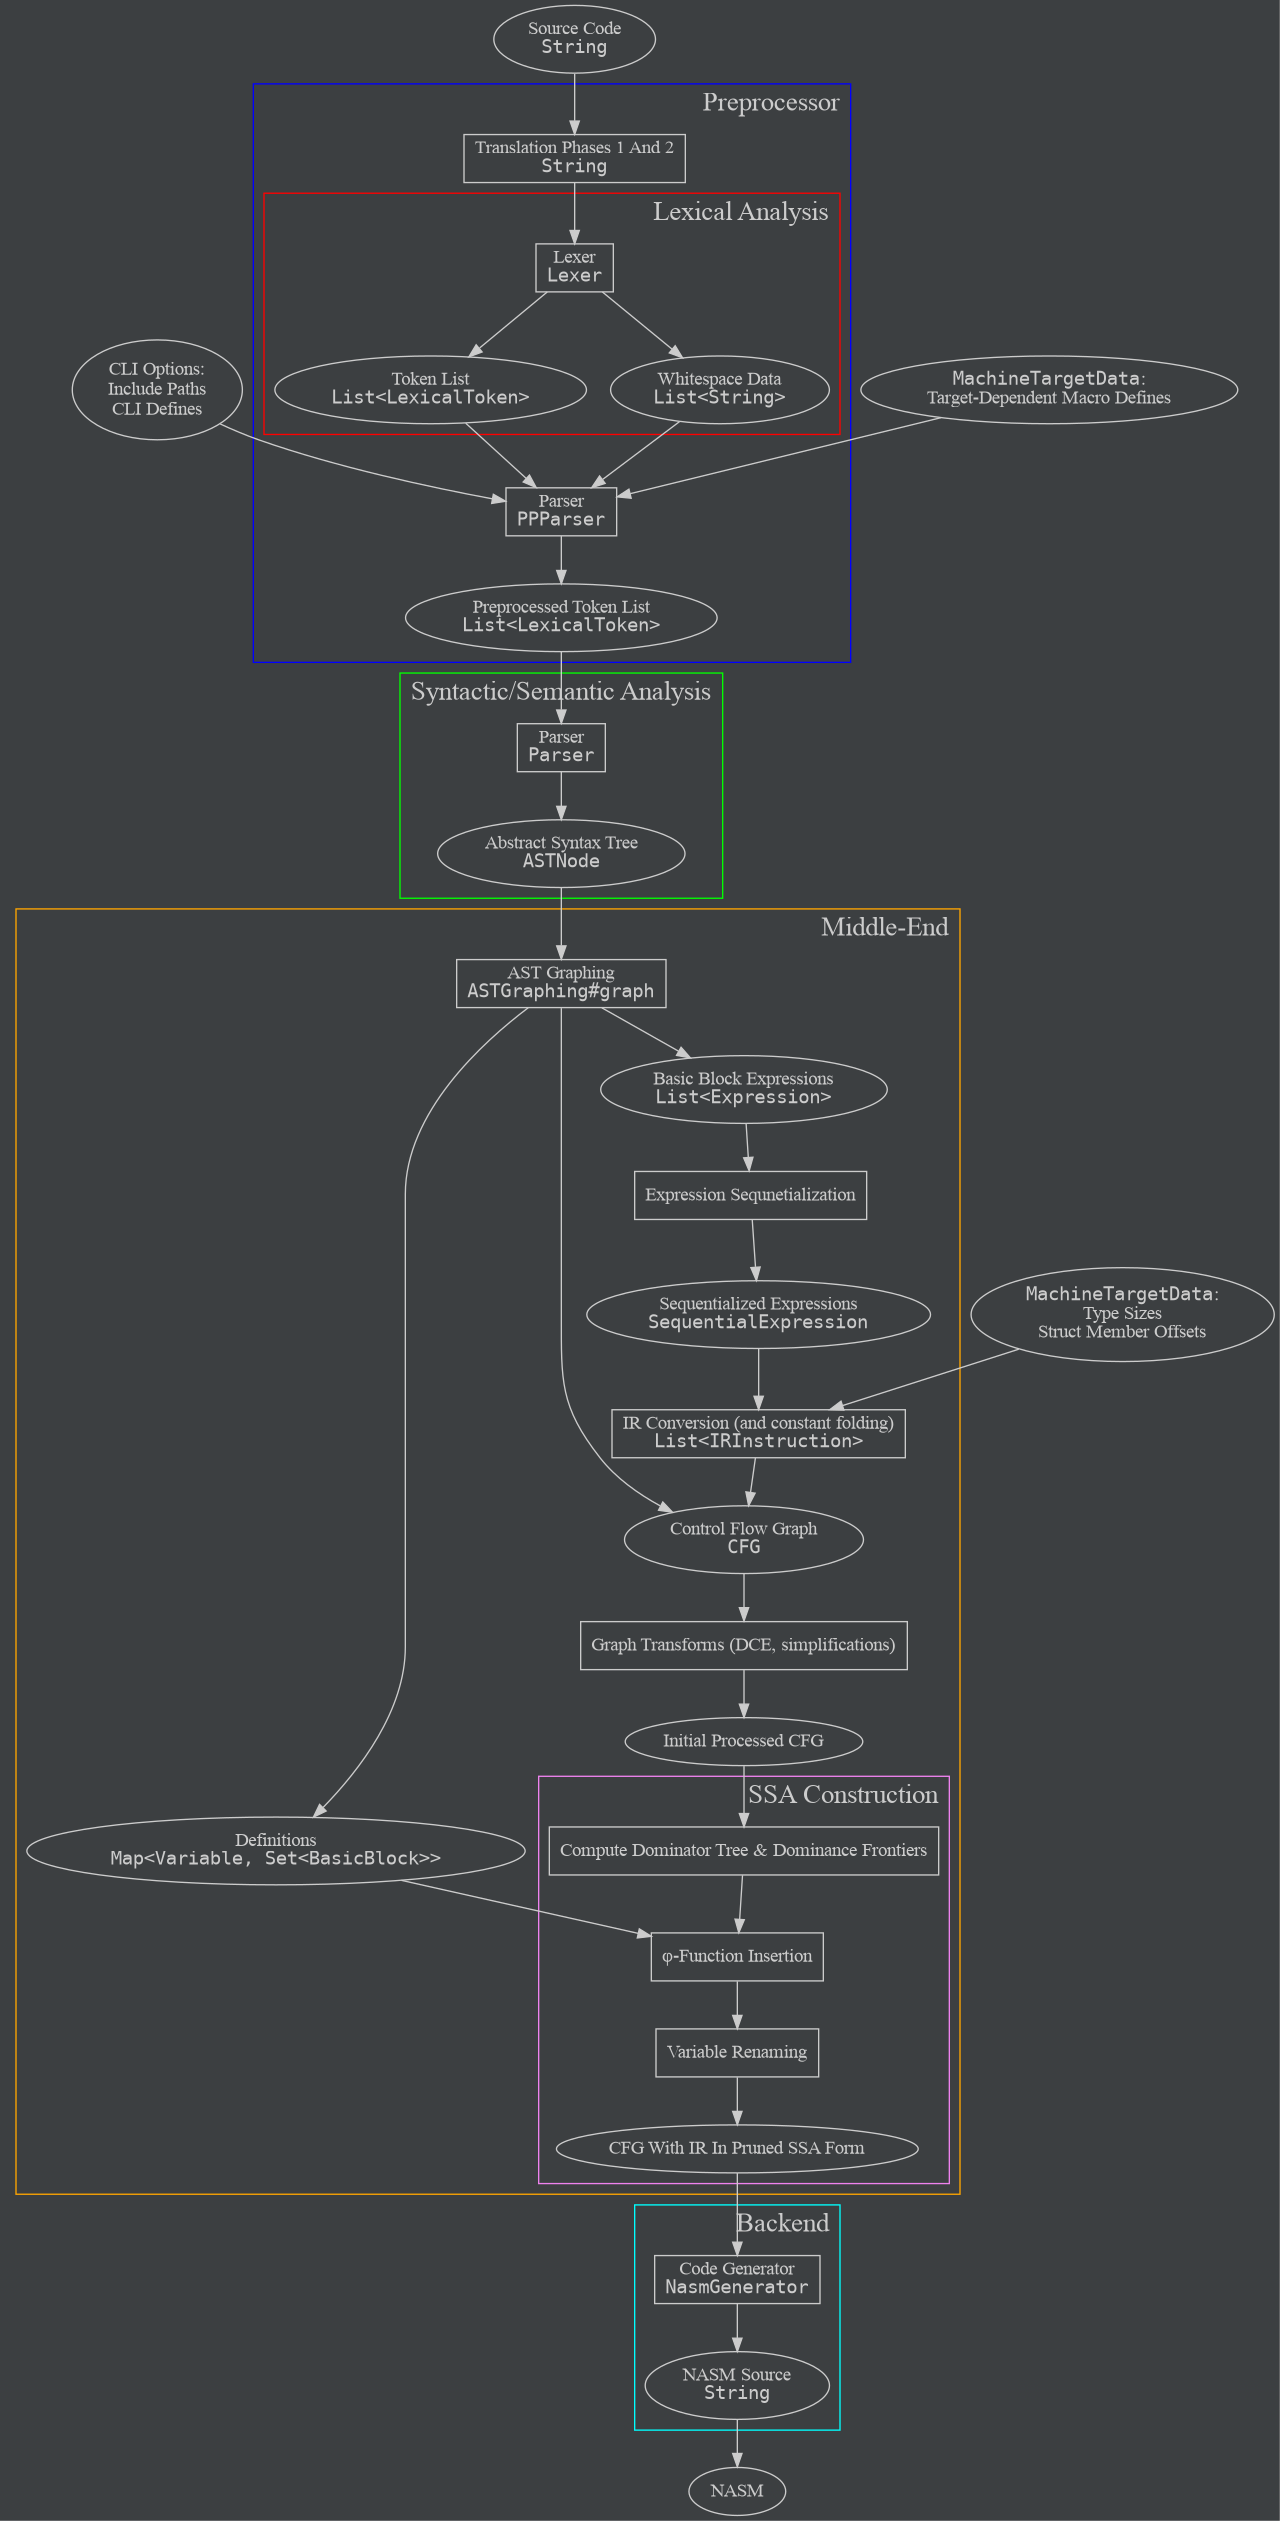 Source Code
String
Preprocessor
Translation Phases 1 And 2
String
Lexical Analysis
Lexer
Lexer
CLI Options:
Include Paths
CLI Defines
Token List
List<LexicalToken>
Whitespace Data
List<String>
MachineTargetData:
Target-Dependent Macro Defines
Parser
PPParser
Preprocessed Token List
List<LexicalToken>
Syntactic/Semantic Analysis
Parser
Parser
Abstract Syntax Tree
ASTNode
Middle-End
AST Graphing
ASTGraphing#graph
Basic Block Expressions
List<Expression>
Expression Sequnetialization
Sequentialized Expressions
SequentialExpression
MachineTargetData:
Type Sizes
Struct Member Offsets
IR Conversion (and constant folding)
List<IRInstruction>
Control Flow Graph
CFG
Graph Transforms (DCE, simplifications)
Initial Processed CFG
SSA Construction
Definitions
Map<Variable, Set<BasicBlock>>
Compute Dominator Tree & Dominance Frontiers
φ-Function Insertion
Variable Renaming
CFG With IR In Pruned SSA Form
Backend
Code Generator
NasmGenerator
NASM Source
String
NASM